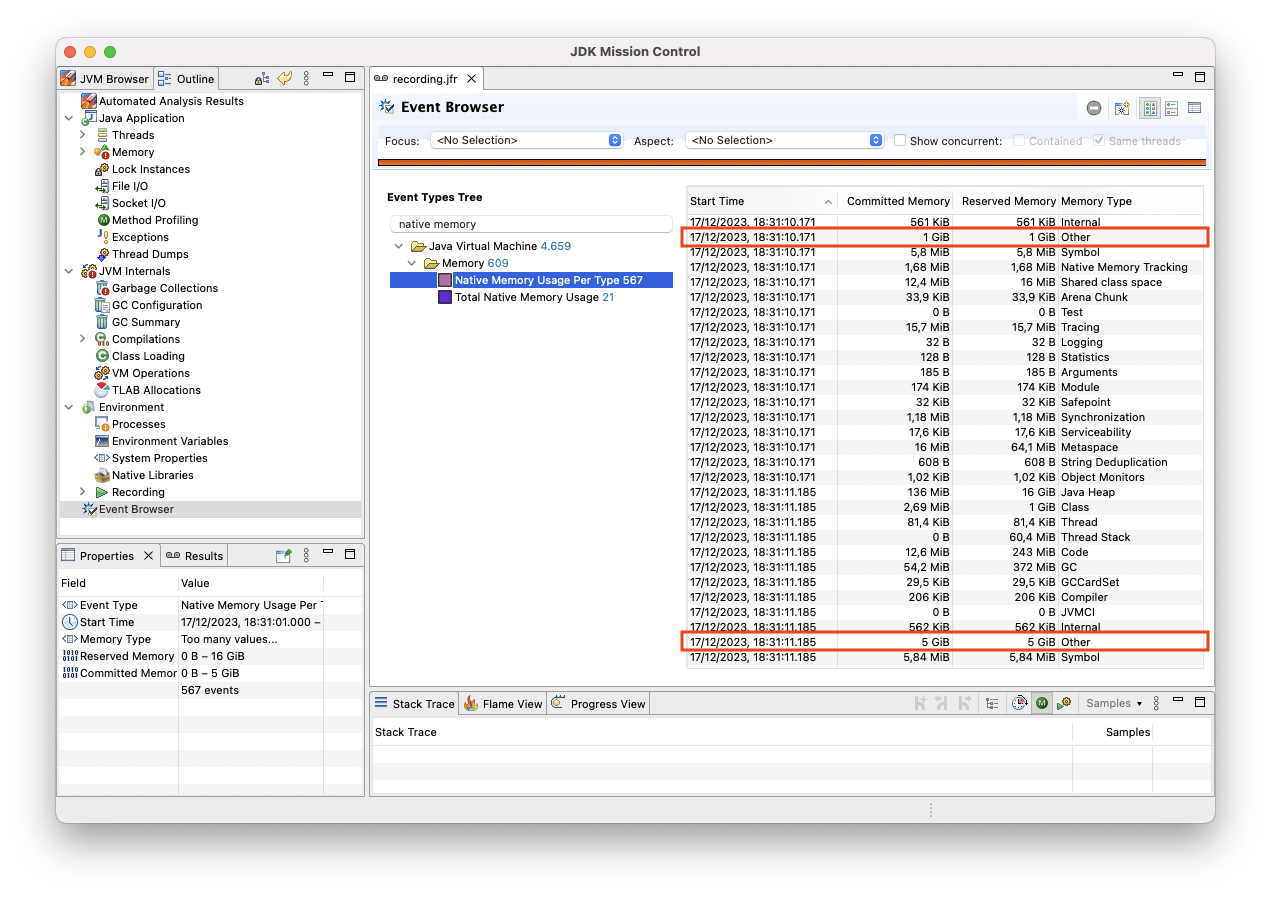 JDK Mission Control
JVM Browser
Outline
Automated Analysis Results
Java Application
Threads
Memory
Lock Instances
File I/O
Socket I/O
Method Profiling
Exceptions
Thread Dumps
JVM Internals
Garbage Collections
GC Configuration
GC Summary
Compilations
Class Loading
VM Operations
TLAB Allocations
Environment
Processes
Environment Variables
System Properties
Native Libraries
Recording
Event Browser
Properties
Results
Field Value
Event Type Native Memory Usage Per T
Start Time 17/12/2023, 18:31:01.000 –
Memory Type Too many values...
Reserved Memory 0 B – 16 GiB
Committed Memor 0 B – 5 GiB
567 events
recording.jfr
Event Browser
Focus: <No Selection> Aspect: <No Selection> Show concurrent: Contained Same threads
Event Types Tree
native memory
Java Virtual Machine 4.659
Memory 609
Native Memory Usage Per Type 567
Total Native Memory Usage 21
Start Time Committed Memory Reserved Memory Memory Type
17/12/2023, 18:31:10.171 561 KiB 561 KiB Internal
17/12/2023, 18:31:10.171 1 GiB 1 GiB Other
17/12/2023, 18:31:10.171 5,8 MiB 5,8 MiB Symbol
17/12/2023, 18:31:10.171 1,68 MiB 1,68 MiB Native Memory Tracking
17/12/2023, 18:31:10.171 12,4 MiB 16 MiB Shared class space
17/12/2023, 18:31:10.171 33,9 KiB 33,9 KiB Arena Chunk
17/12/2023, 18:31:10.171 0 B 0 B Test
17/12/2023, 18:31:10.171 15,7 MiB 15,7 MiB Tracing
17/12/2023, 18:31:10.171 32 B 32 B Logging
17/12/2023, 18:31:10.171 128 B 128 B Statistics
17/12/2023, 18:31:10.171 185 B 185 B Arguments
17/12/2023, 18:31:10.171 174 KiB 174 KiB Module
17/12/2023, 18:31:10.171 32 KiB 32 KiB Safepoint
17/12/2023, 18:31:10.171 1,18 MiB 1,18 MiB Synchronization
17/12/2023, 18:31:10.171 17,6 KiB 17,6 KiB Serviceability
17/12/2023, 18:31:10.171 16 MiB 64,1 MiB Metaspace
17/12/2023, 18:31:10.171 608 B 608 B String Deduplication
17/12/2023, 18:31:10.171 1,02 KiB 1,02 KiB Object Monitors
17/12/2023, 18:31:11.185 136 MiB 16 GiB Java Heap
17/12/2023, 18:31:11.185 2,69 MiB 1 GiB Class
17/12/2023, 18:31:11.185 81,4 KiB 81,4 KiB Thread
17/12/2023, 18:31:11.185 0 B 60,4 MiB Thread Stack
17/12/2023, 18:31:11.185 12,6 MiB 243 MiB Code
17/12/2023, 18:31:11.185 54,2 MiB 372 MiB GC
17/12/2023, 18:31:11.185 29,5 KiB 29,5 KiB GCCardSet
17/12/2023, 18:31:11.185 206 KiB 206 KiB Compiler
17/12/2023, 18:31:11.185 0 B 0 B JVMCI
17/12/2023, 18:31:11.185 562 KiB 562 KiB Internal
17/12/2023, 18:31:11.185 5 GiB 5 GiB Other
17/12/2023, 18:31:11.185 5,84 MiB 5,84 MiB Symbol
Stack Trace
Flame View
Progress View
Samples
Stack Trace Samples